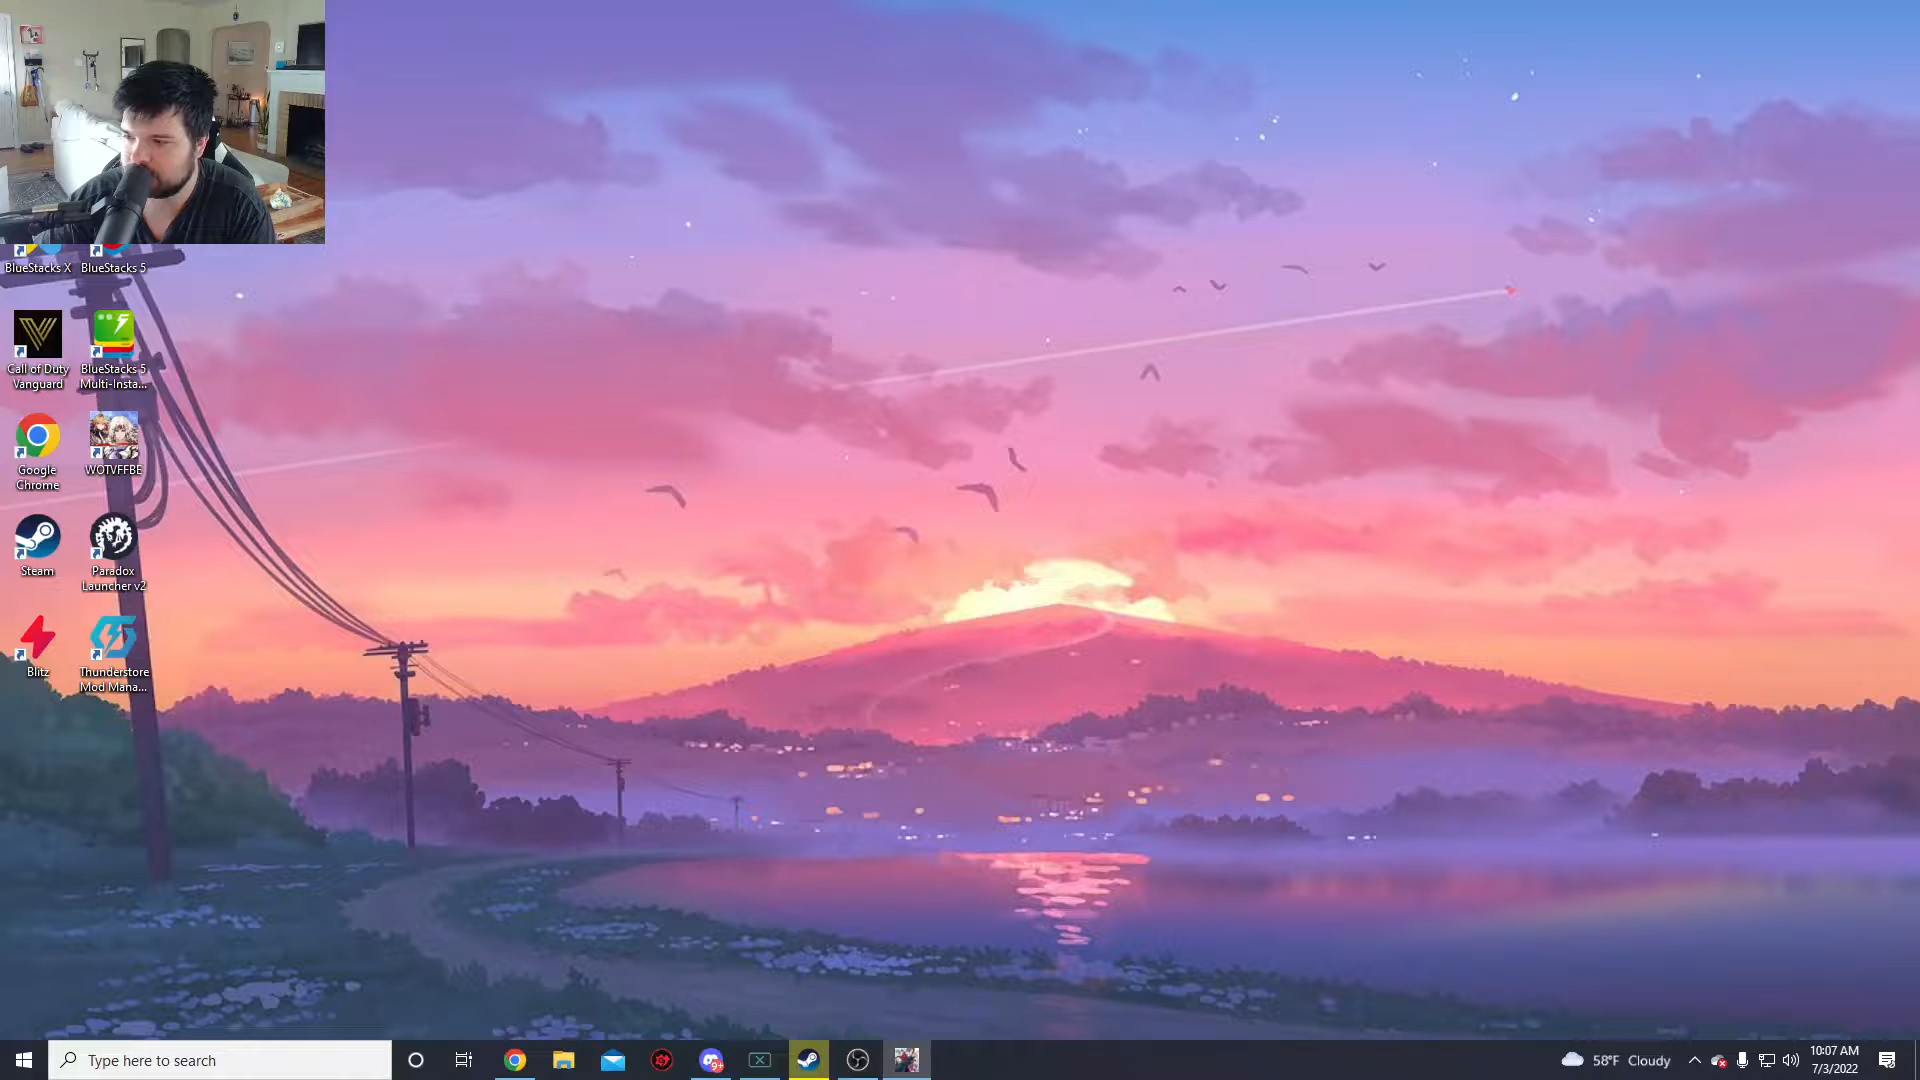 BlueStacks X
BlueStacks 5
Call of Duty
Vanguard
BlueStacks 5
Multi-Insta...
Google
Chrome
WOTVFFBE
Steam
Paradox
Launcher v2
Blitz
Thunderstore
Mod Mana...
Type here to search
9+
58°F Cloudy
10:07 AM
7/3/2022